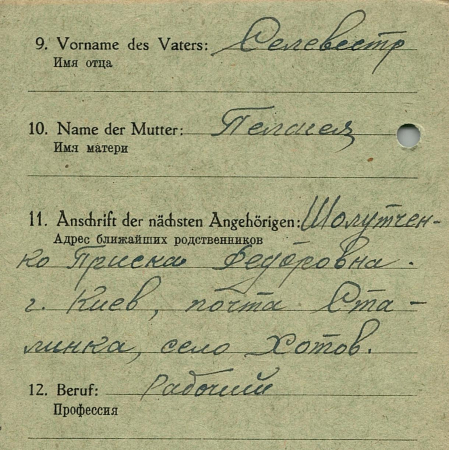 9. Vorname des Vaters: Селевестр
Имя отца
10. Name der Mutter: Пелагея
Имя матери
11. Anschrift der nächsten Angehörigen: Шолутчен-
Адрес ближайших родственников
ко Приска Федоровна.
г. Киев, почта Ста-
линка, село Хотов.
12. Beruf: Рабочий
Профессия